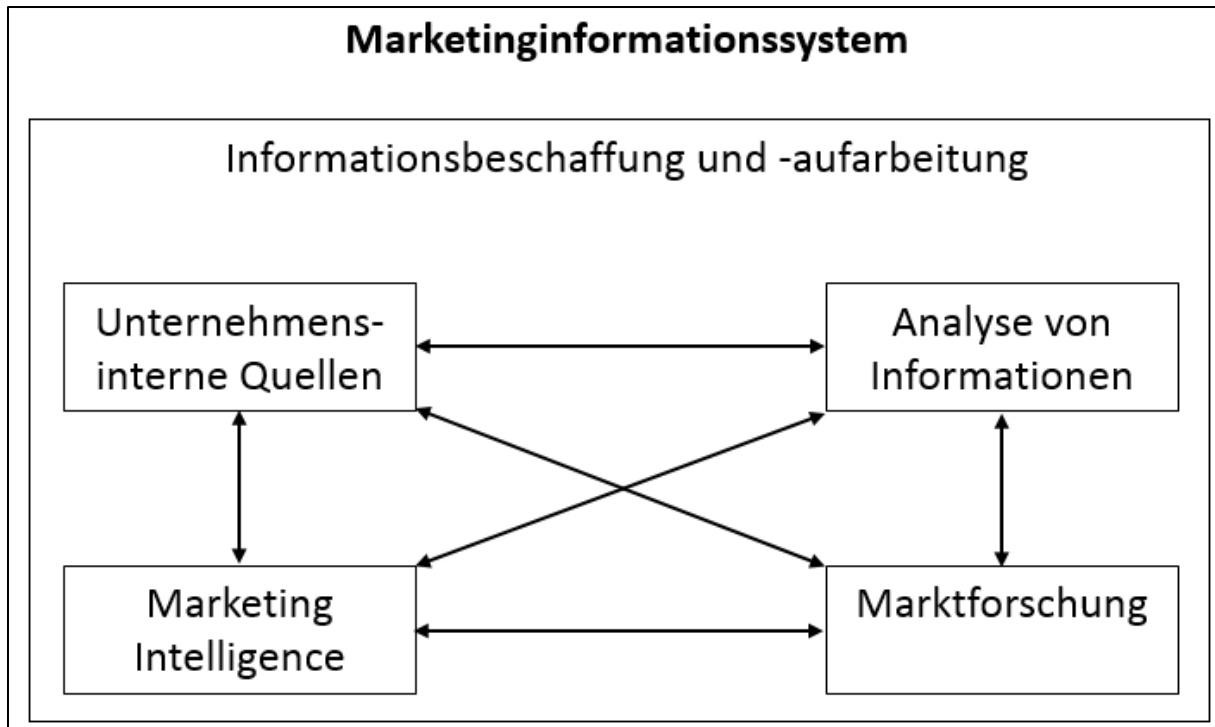 Marketinginformationssystem
Informationsbeschaffung und -aufarbeitung
Unternehmens-
interne Quellen
Analyse von
Informationen
Marketing
Intelligence
Marktforschung